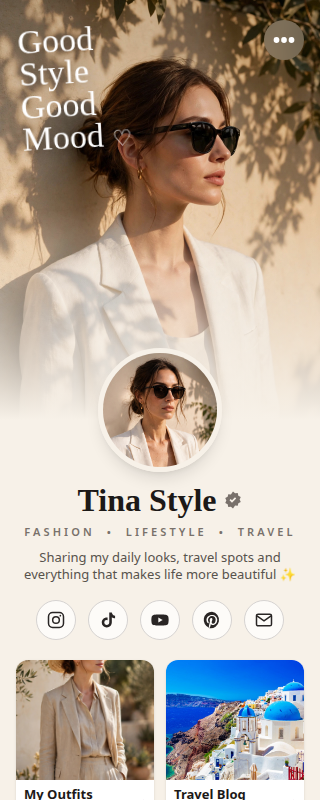 Good
Style
Good
Mood ♡
Tina Style
FASHION • LIFESTYLE • TRAVEL
Sharing my daily looks, travel spots and
everything that makes life more beautiful ✨
My Outfits
Travel Blog